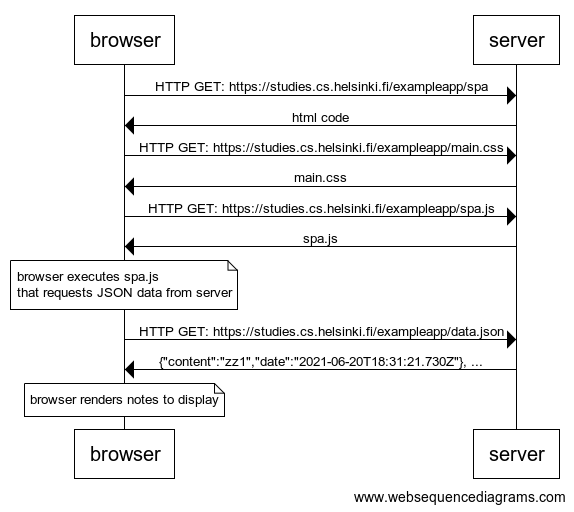 browser server
HTTP GET: https://studies.cs.helsinki.fi/exampleapp/spa
html code
HTTP GET: https://studies.cs.helsinki.fi/exampleapp/main.css
main.css
HTTP GET: https://studies.cs.helsinki.fi/exampleapp/spa.js
spa.js
browser executes spa.js
that requests JSON data from server
HTTP GET: https://studies.cs.helsinki.fi/exampleapp/data.json
{"content":"zz1","date":"2021-06-20T18:31:21.730Z"}, ...
browser renders notes to display
browser server
www.websequencediagrams.com